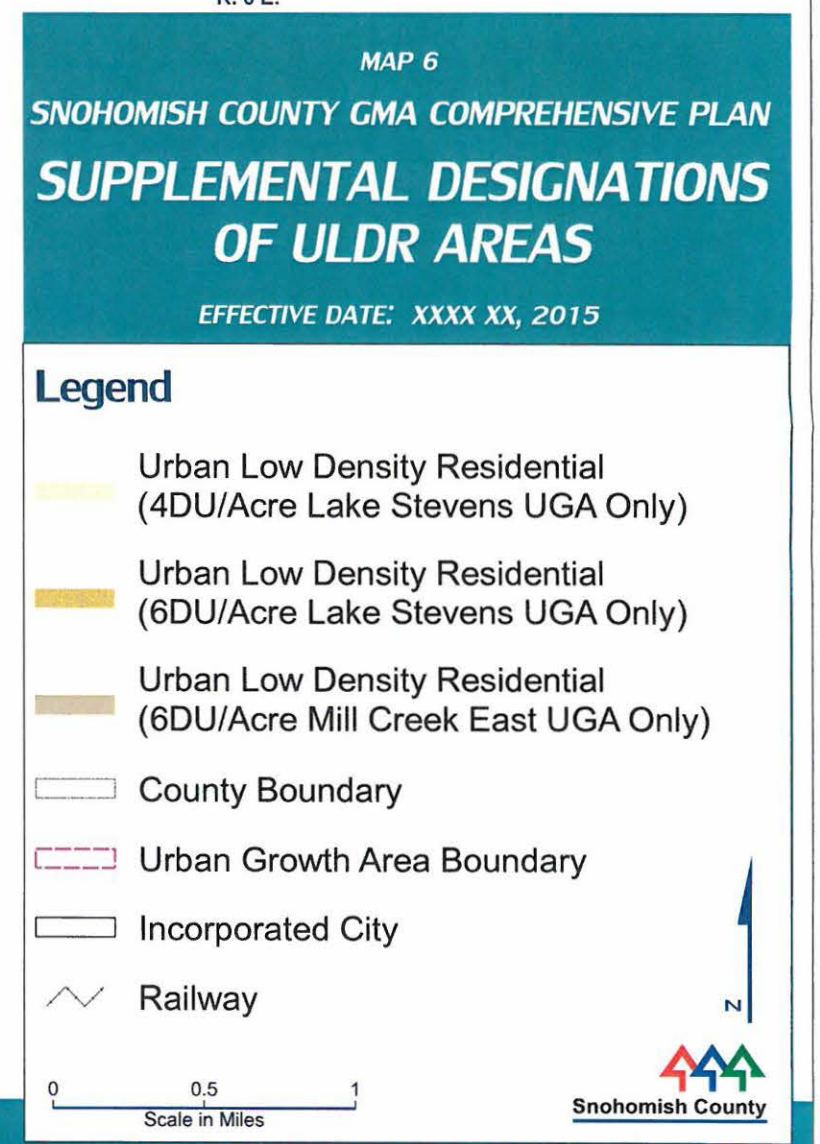 MAP 6
SNOHOMISH COUNTY GMA COMPREHENSIVE PLAN
SUPPLEMENTAL DESIGNATIONS
OF ULDR AREAS
EFFECTIVE DATE: XXXX XX, 2015
Legend
Urban Low Density Residential
(4DU/Acre Lake Stevens UGA Only)
Urban Low Density Residential
(6DU/Acre Lake Stevens UGA Only)
Urban Low Density Residential
(6DU/Acre Mill Creek East UGA Only)
County Boundary
Urban Growth Area Boundary
Incorporated City
Railway
N
0 0.5 1
Scale in Miles
Snohomish County